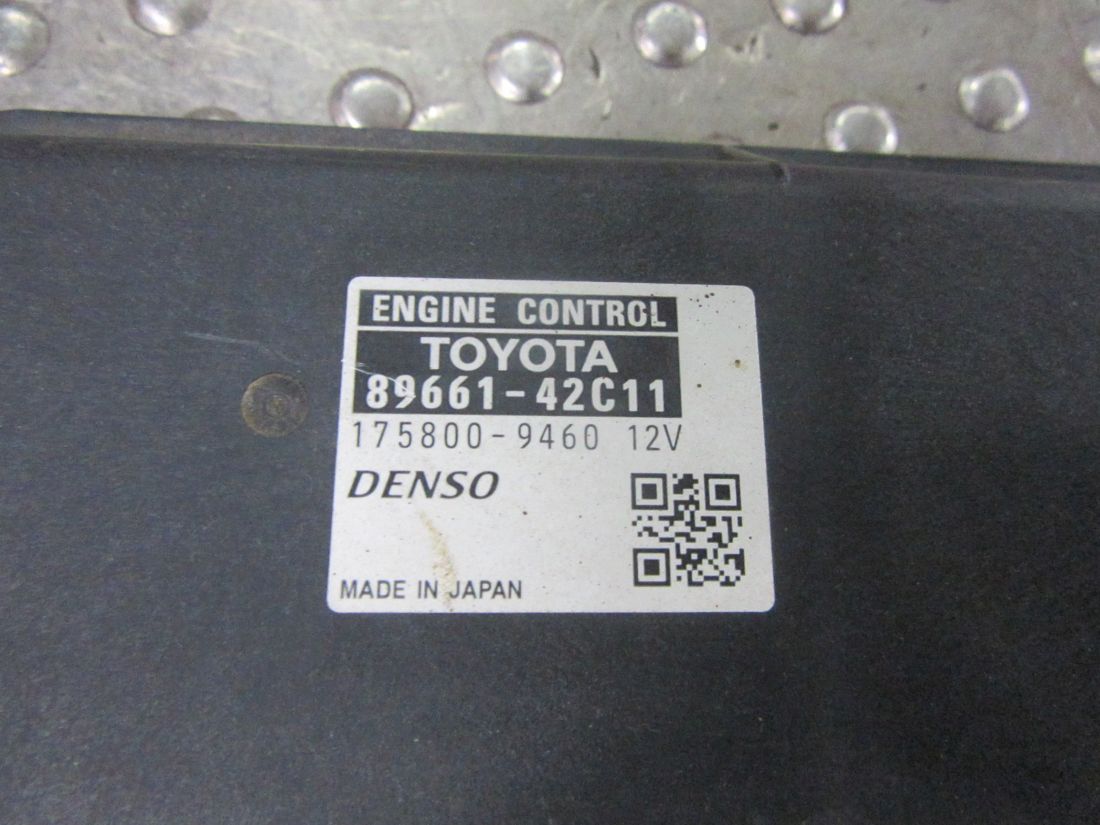 ENGINE CONTROL
TOYOTA
89661-42C11
175800-9460 12V
DENSO
MADE IN JAPAN